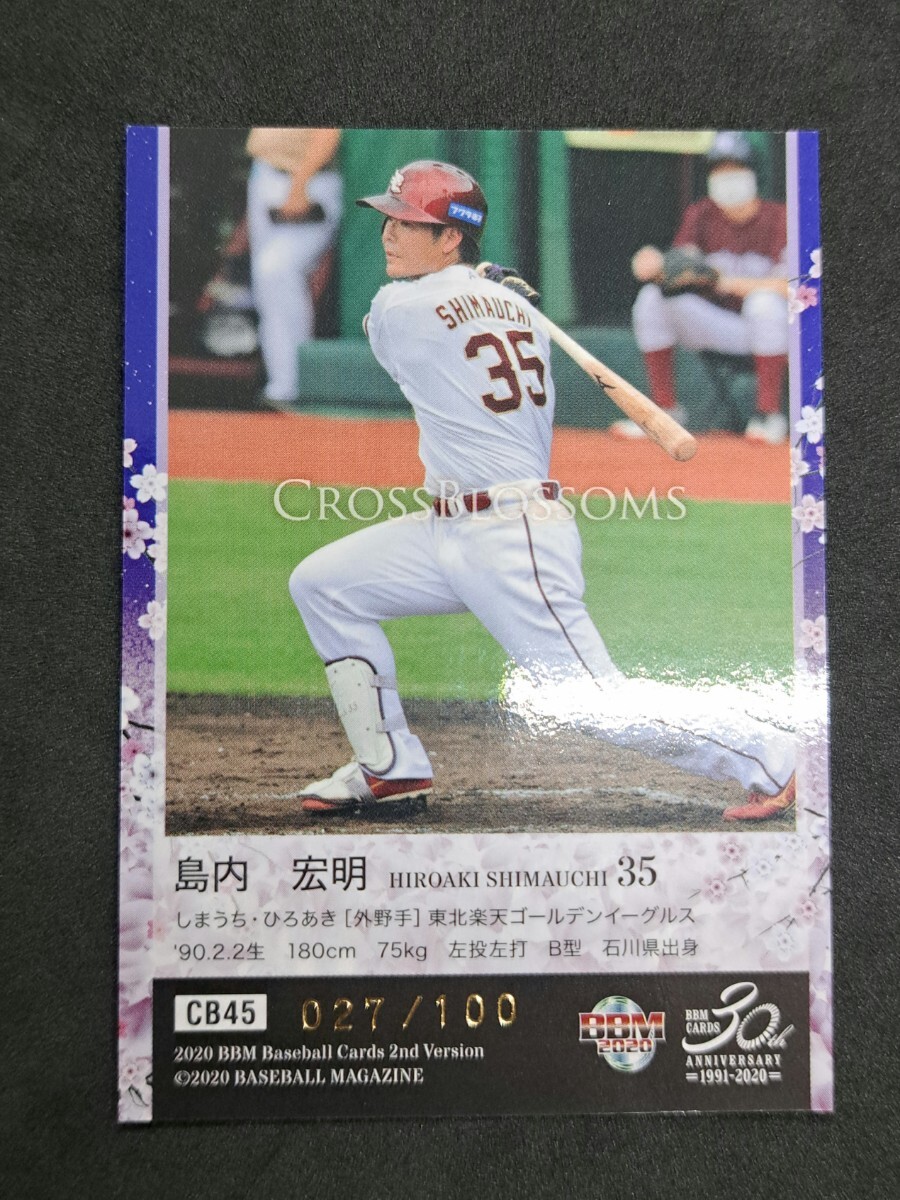 フタタ
SHIMAUCHI
35
CROSSBLOSSOMS
島内 宏明 HIROAKI SHIMAUCHI 35
しまうち・ひろあき［外野手］東北楽天ゴールデンイーグルス
'90.2.2生 180cm 75kg 左投左打 B型 石川県出身
CB45 027/100
2020 BBM Baseball Cards 2nd Version
©2020 BASEBALL MAGAZINE
BBM
2020
BBM CARDS 30th
ANNIVERSARY
=1991-2020=